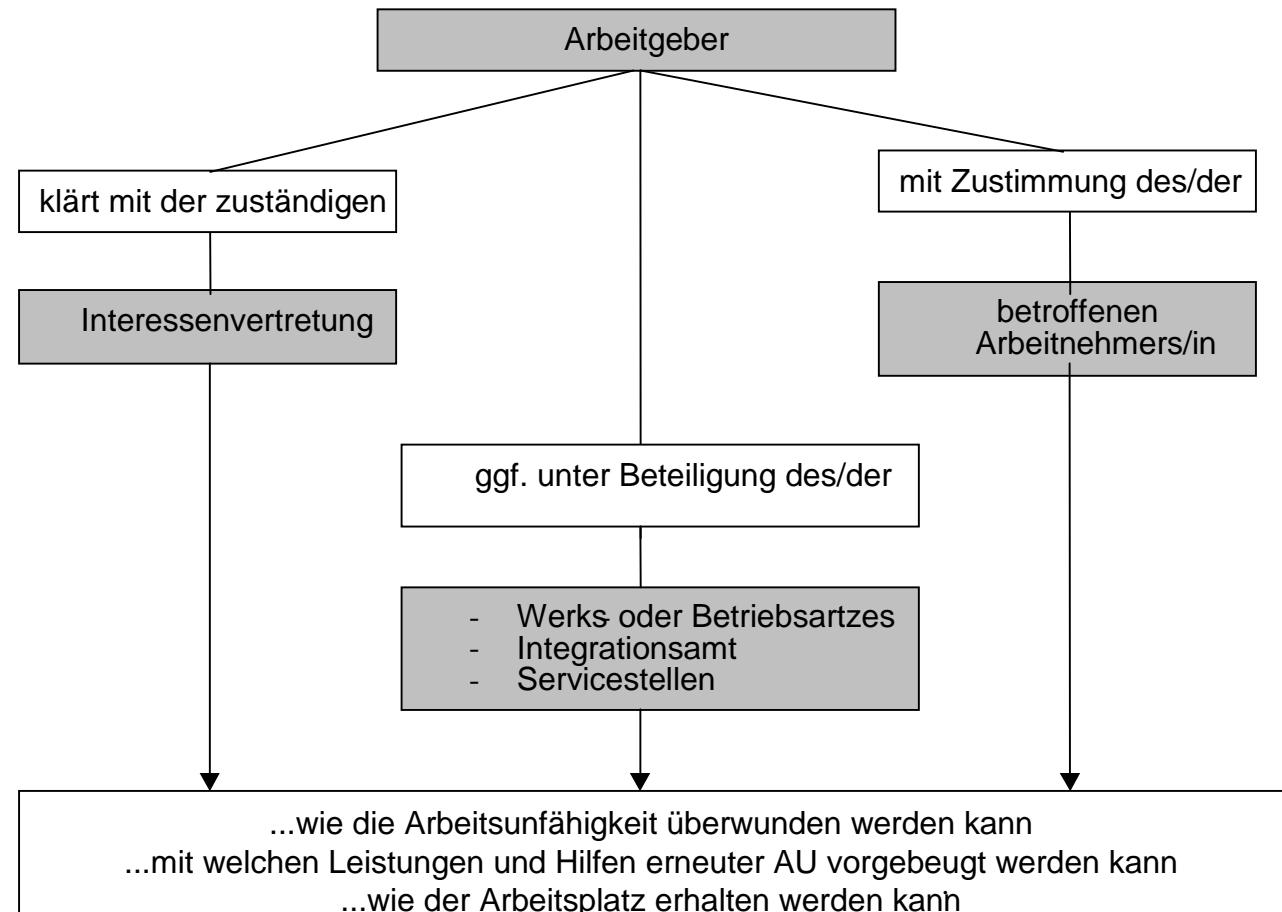 Arbeitgeber
klärt mit der zuständigen
mit Zustimmung des/der
Interessenvertretung
betroffenen
Arbeitnehmers/in
ggf. unter Beteiligung des/der
- Werks- oder Betriebsartzes
- Integrationsamt
- Servicestellen
...wie die Arbeitsunfähigkeit überwunden werden kann
...mit welchen Leistungen und Hilfen erneuter AU vorgebeugt werden kann
...wie der Arbeitsplatz erhalten werden kann